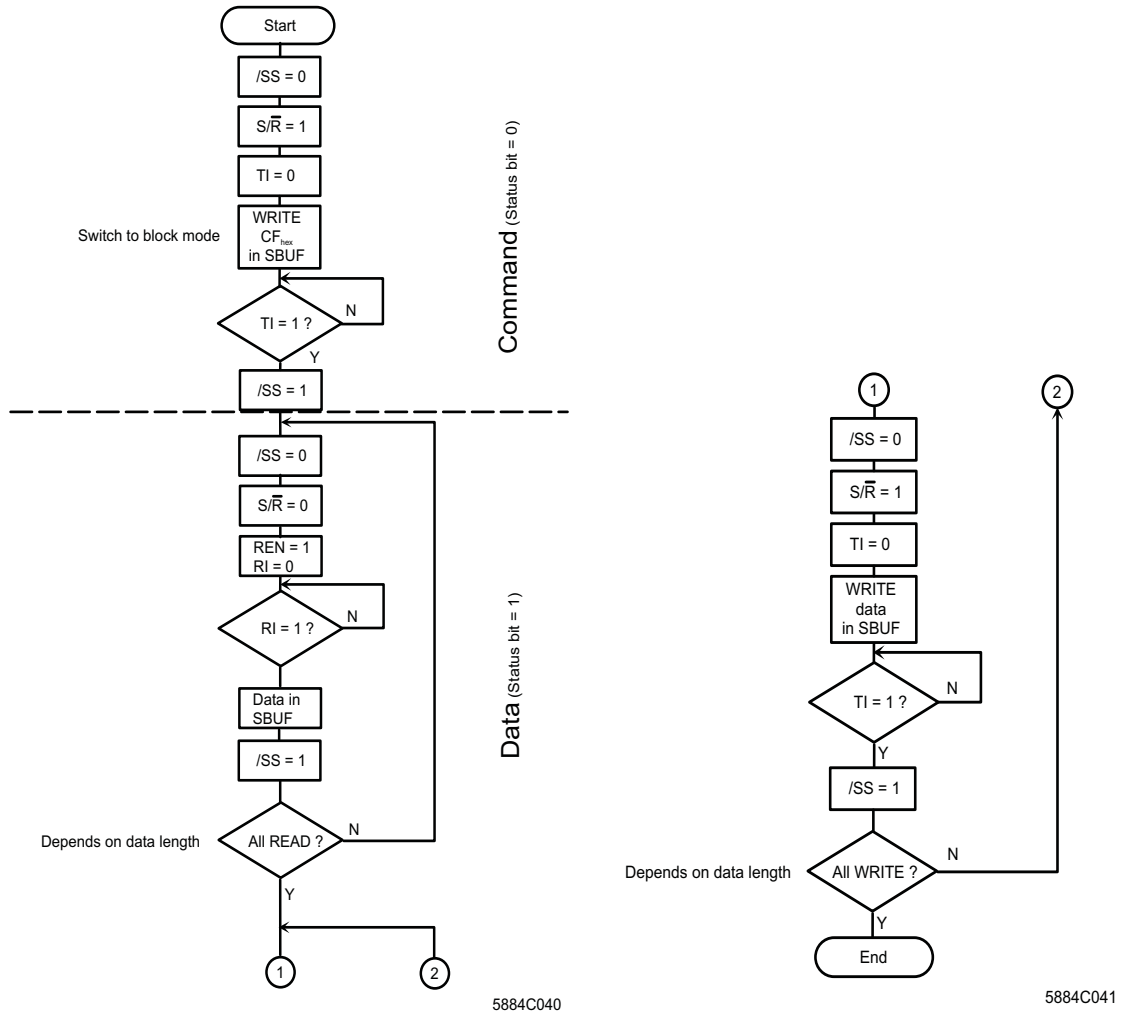 Start
/SS = 0
S/R̅ = 1
TI = 0
Switch to block mode
WRITE
CFhex
in SBUF
TI = 1 ?
N
Y
/SS = 1
Command (Status bit = 0)
/SS = 0
S/R̅ = 0
REN = 1
RI = 0
RI = 1 ?
N
Data in
SBUF
/SS = 1
Data (Status bit = 1)
Depends on data length
All READ ?
N
Y
1
2
5884C040
1
2
/SS = 0
S/R̅ = 1
TI = 0
WRITE
data
in SBUF
TI = 1 ?
N
Y
/SS = 1
Depends on data length
All WRITE ?
N
Y
End
5884C041